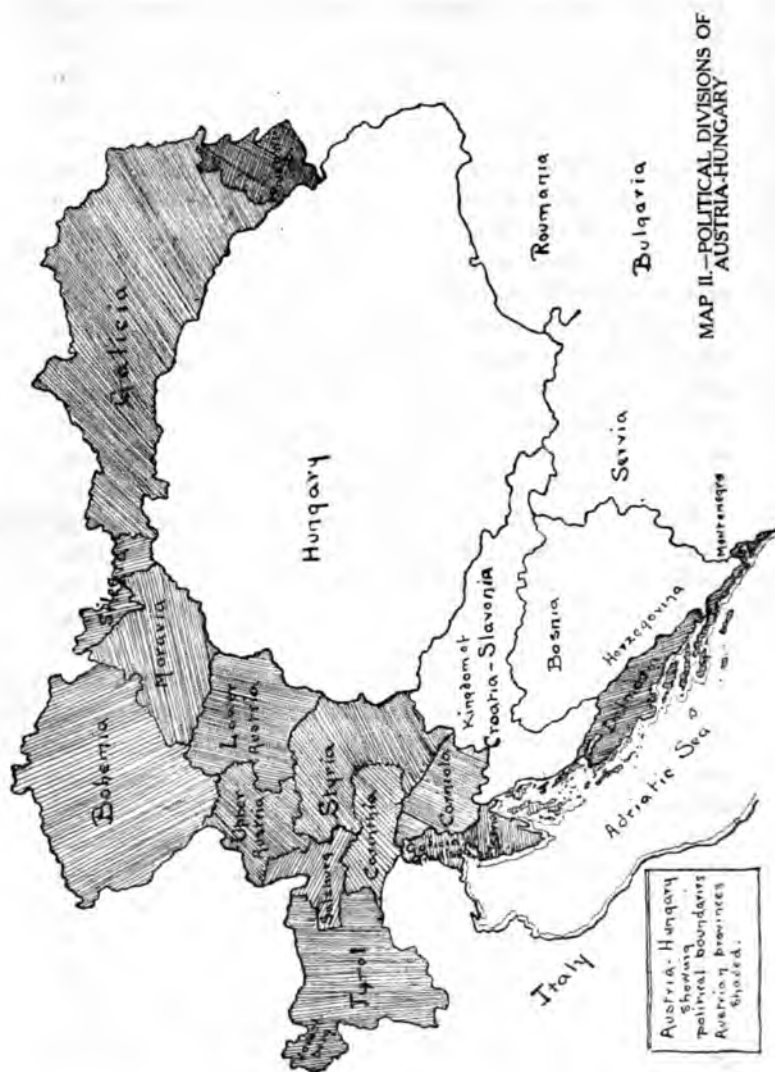 Galicia
Bohemia
Moravia
Lower
Austria
Upper
Austria
Styria
Salzburg
Carinthia
Carniola
Tyrol
Hungary
Kingdom of
Croatia-Slavonia
Bosnia
Herzegovina
Dalmatia
Montenegro
Servia
Roumania
Bulgaria
Adriatic Sea
Italy
Austria-Hungary
showing
political boundaries
Austrian provinces
shaded.
MAP II.—POLITICAL DIVISIONS OF
AUSTRIA-HUNGARY